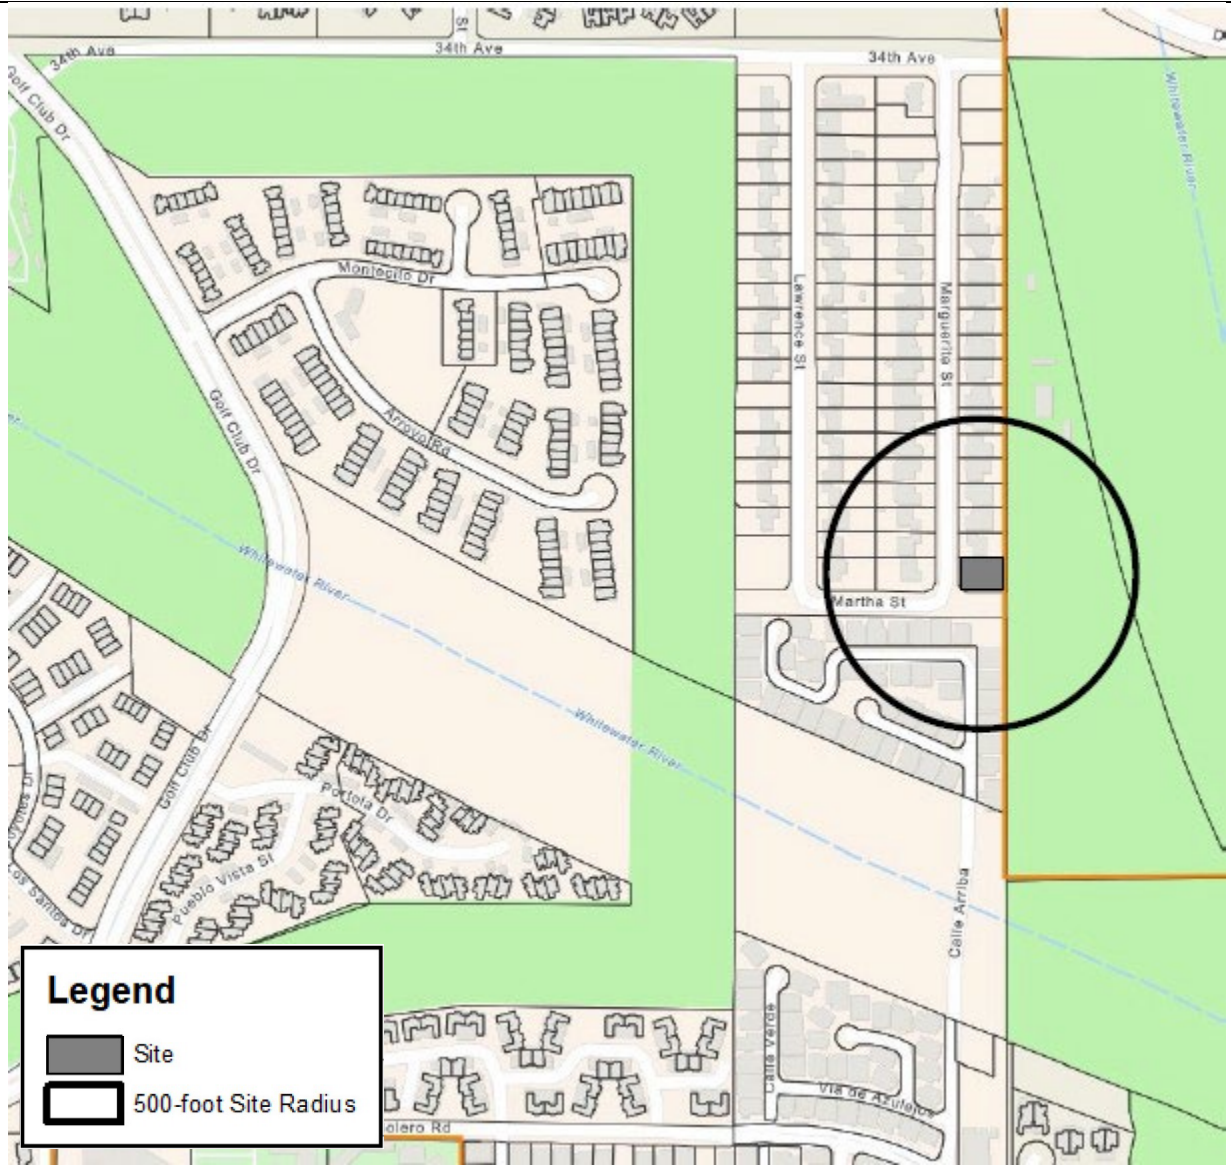 St
34th Ave
34th Ave
34th Ave
Golf Club Dr
Whitewater River
Montecito Dr
Lawrence St
Marguerita St
Golf Club Dr
Arroyo Rd
Whitewater River
Martha St
Whitewater River
Golf Club Dr
Portola Dr
Pueblo Vista St
Los Santos Dr
Calle Arriba
Calle Verde
Via de Azulejos
Legend
Site
500-foot Site Radius